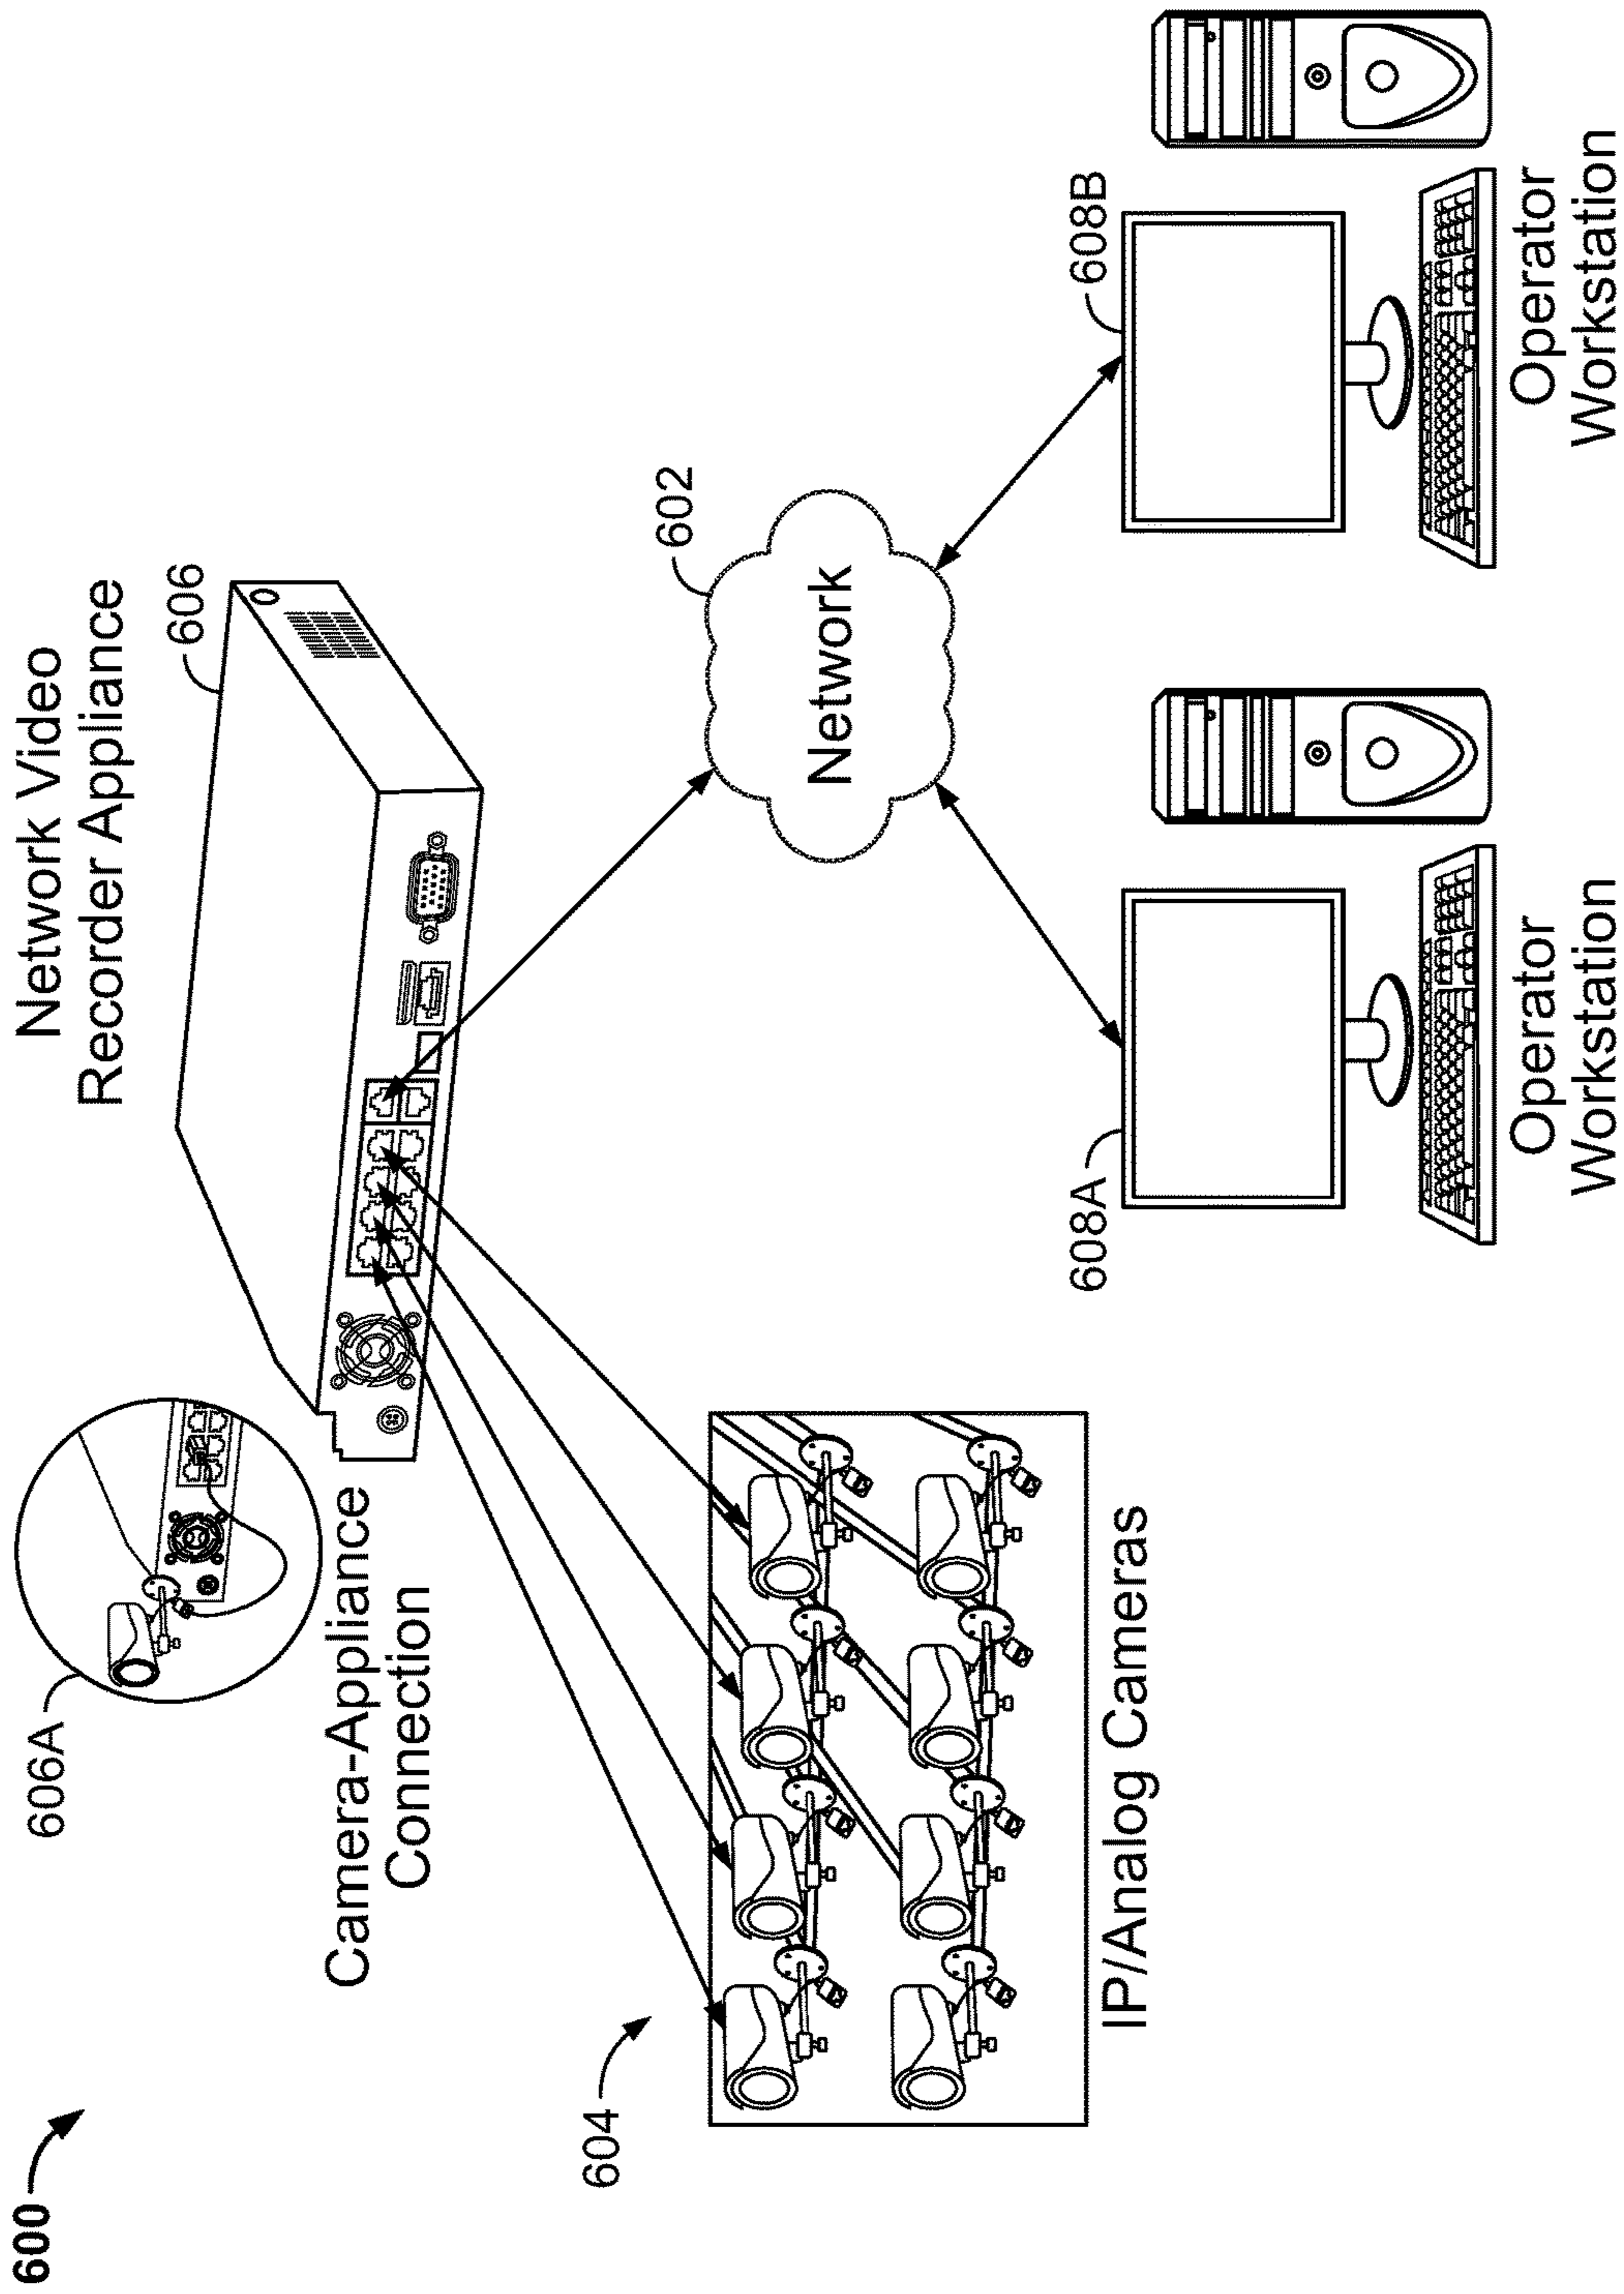 600
606A
Camera-Appliance
Connection
Network Video
Recorder Appliance
606
604
IP/Analog Cameras
602
Network
608A
Operator
Workstation
608B
Operator
Workstation